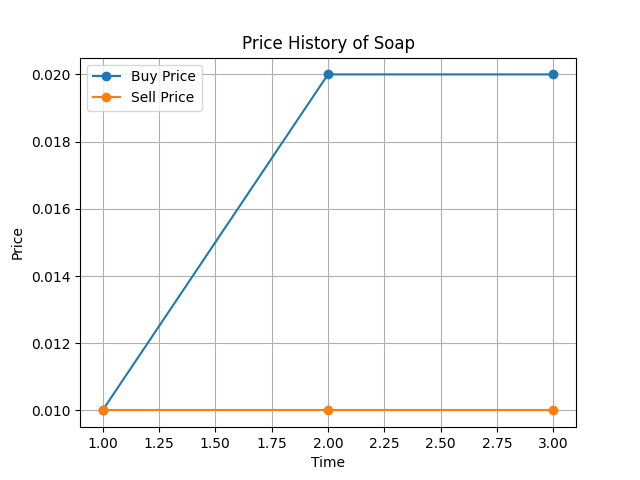 Price History of Soap
Buy Price
Sell Price
0.020
0.018
0.016
0.014
0.012
0.010
Price
1.00 1.25 1.50 1.75 2.00 2.25 2.50 2.75 3.00
Time